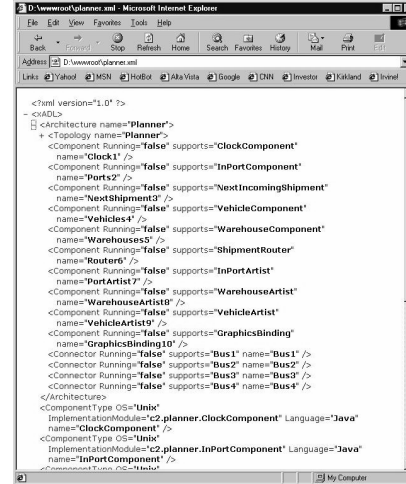 D:\wwwroot\planner.xml - Microsoft Internet Explorer
File Edit View Favorites Tools Help
Back Forward Stop Refresh Home Search Favorites History Mail Print Edit
Address D:\wwwroot\planner.xml
Links Yahoo! MSN HotBot AltaVista Google CNN Investor Kirkland Irvine
<?xml version="1.0" ?>
- <xADL>
- <Architecture name="Planner">
+ <Topology name="Planner">
<Component Running="false" supports="ClockComponent"
name="Clock1" />
<Component Running="false" supports="InPortComponent"
name="Ports2" />
<Component Running="false" supports="NextIncomingShipment"
name="NextShipment3" />
<Component Running="false" supports="VehicleComponent"
name="Vehicles4" />
<Component Running="false" supports="WarehouseComponent"
name="Warehouses5" />
<Component Running="false" supports="ShipmentRouter"
name="Router6" />
<Component Running="false" supports="InPortArtist"
name="PortArtist7" />
<Component Running="false" supports="WarehouseArtist"
name="WarehouseArtist8" />
<Component Running="false" supports="VehicleArtist"
name="VehicleArtist9" />
<Component Running="false" supports="GraphicsBinding"
name="GraphicsBinding10" />
<Connector Running="false" supports="Bus1" name="Bus1" />
<Connector Running="false" supports="Bus2" name="Bus2" />
<Connector Running="false" supports="Bus3" name="Bus3" />
<Connector Running="false" supports="Bus4" name="Bus4" />
</Architecture>
<ComponentType OS="Unix"
ImplementationModule="c2.planner.ClockComponent" Language="Java"
name="ClockComponent" />
<ComponentType OS="Unix"
ImplementationModule="c2.planner.InPortComponent" Language="Java"
name="InPortComponent" />
<ComponentType OS="Unix"
My Computer